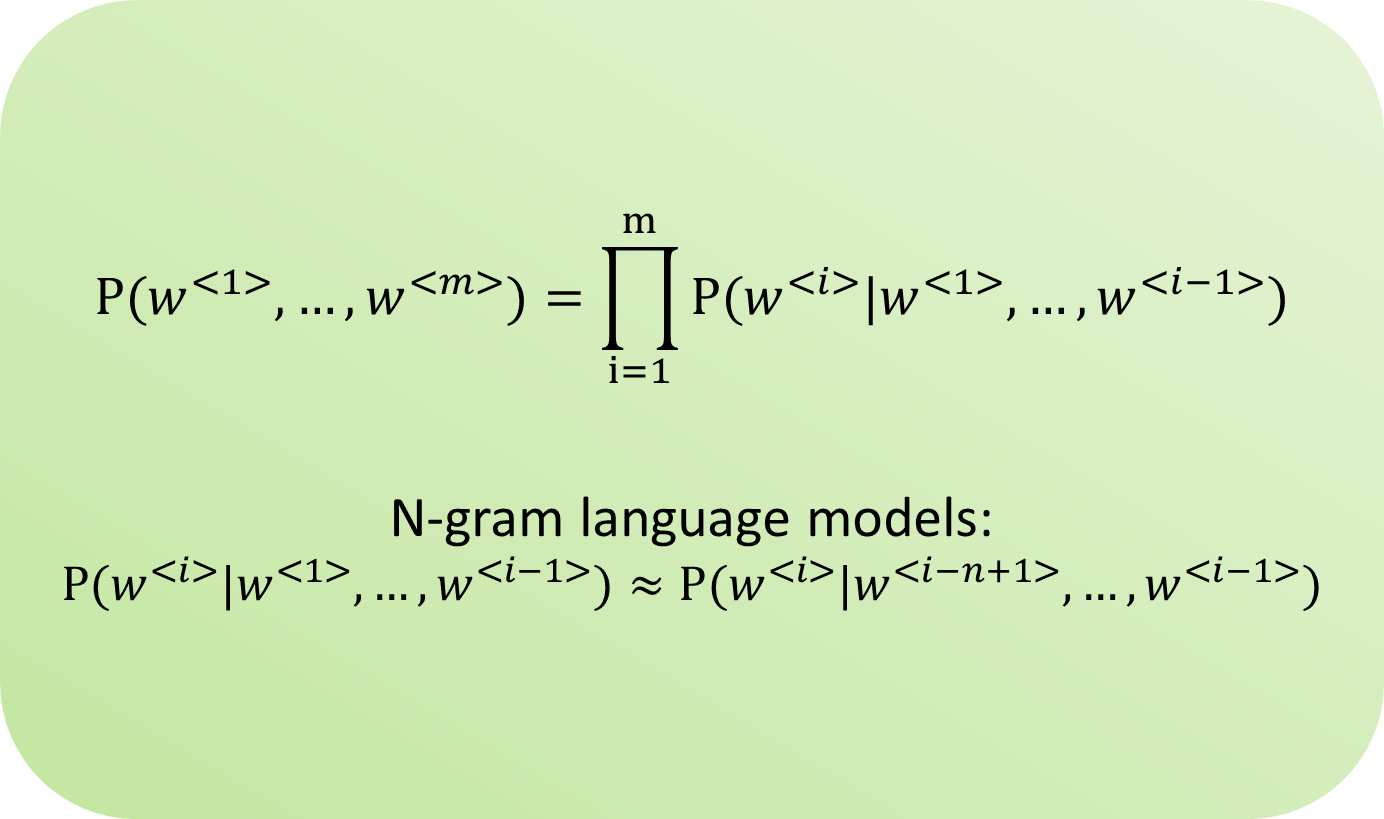 P(w^{<1>}, … , w^{<m>}) = ∏_{i=1}^{m} P(w^{<i>}|w^{<1>}, … , w^{<i−1>})
N-gram language models:
P(w^{<i>}|w^{<1>}, … , w^{<i−1>}) ≈ P(w^{<i>}|w^{<i−n+1>}, … , w^{<i−1>})